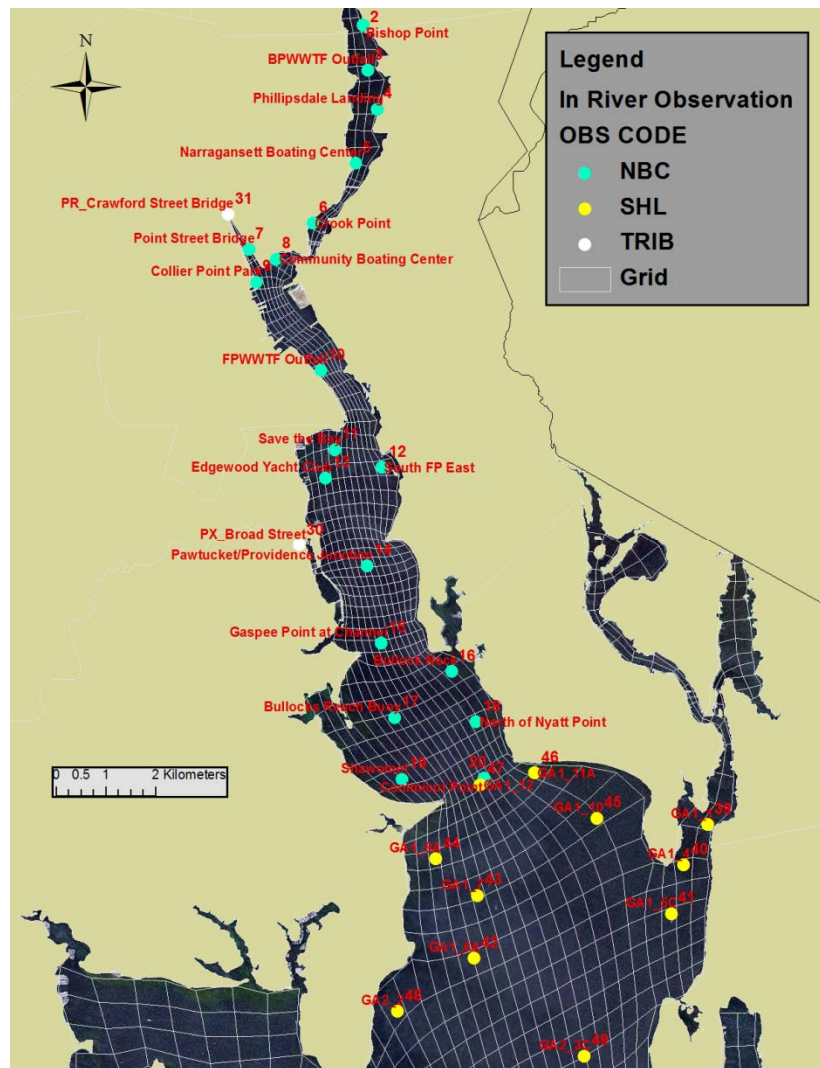 2
Bishop Point
N
BPWWTF Outfall 3
Phillipsdale Landing 4
Narragansett Boating Center 5
PR_Crawford Street Bridge 31
6
Crook Point
Point Street Bridge 7
8
Community Boating Center
Collier Point Park 9
FPWWTF Outfall 10
Save the Bay 11
12
South FP East
Edgewood Yacht Club 13
PX_Broad Street 30
Pawtucket/Providence Junction 14
Gaspee Point at Channel 15
Bullock Neck 16
Bullocks Reach Buoy 17
18
North of Nyatt Point
Shawomet 19
20
Conimicut Point
47
GA1_12
46
GA1_11A
GA1_10 45
GA1_1 39
GA1_4 40
GA1_5C 41
44
GA1_7 43
42
GA2_2 48
GA2_3C 49
Legend
In River Observation
OBS CODE
NBC
SHL
TRIB
Grid
0 0.5 1 2 Kilometers